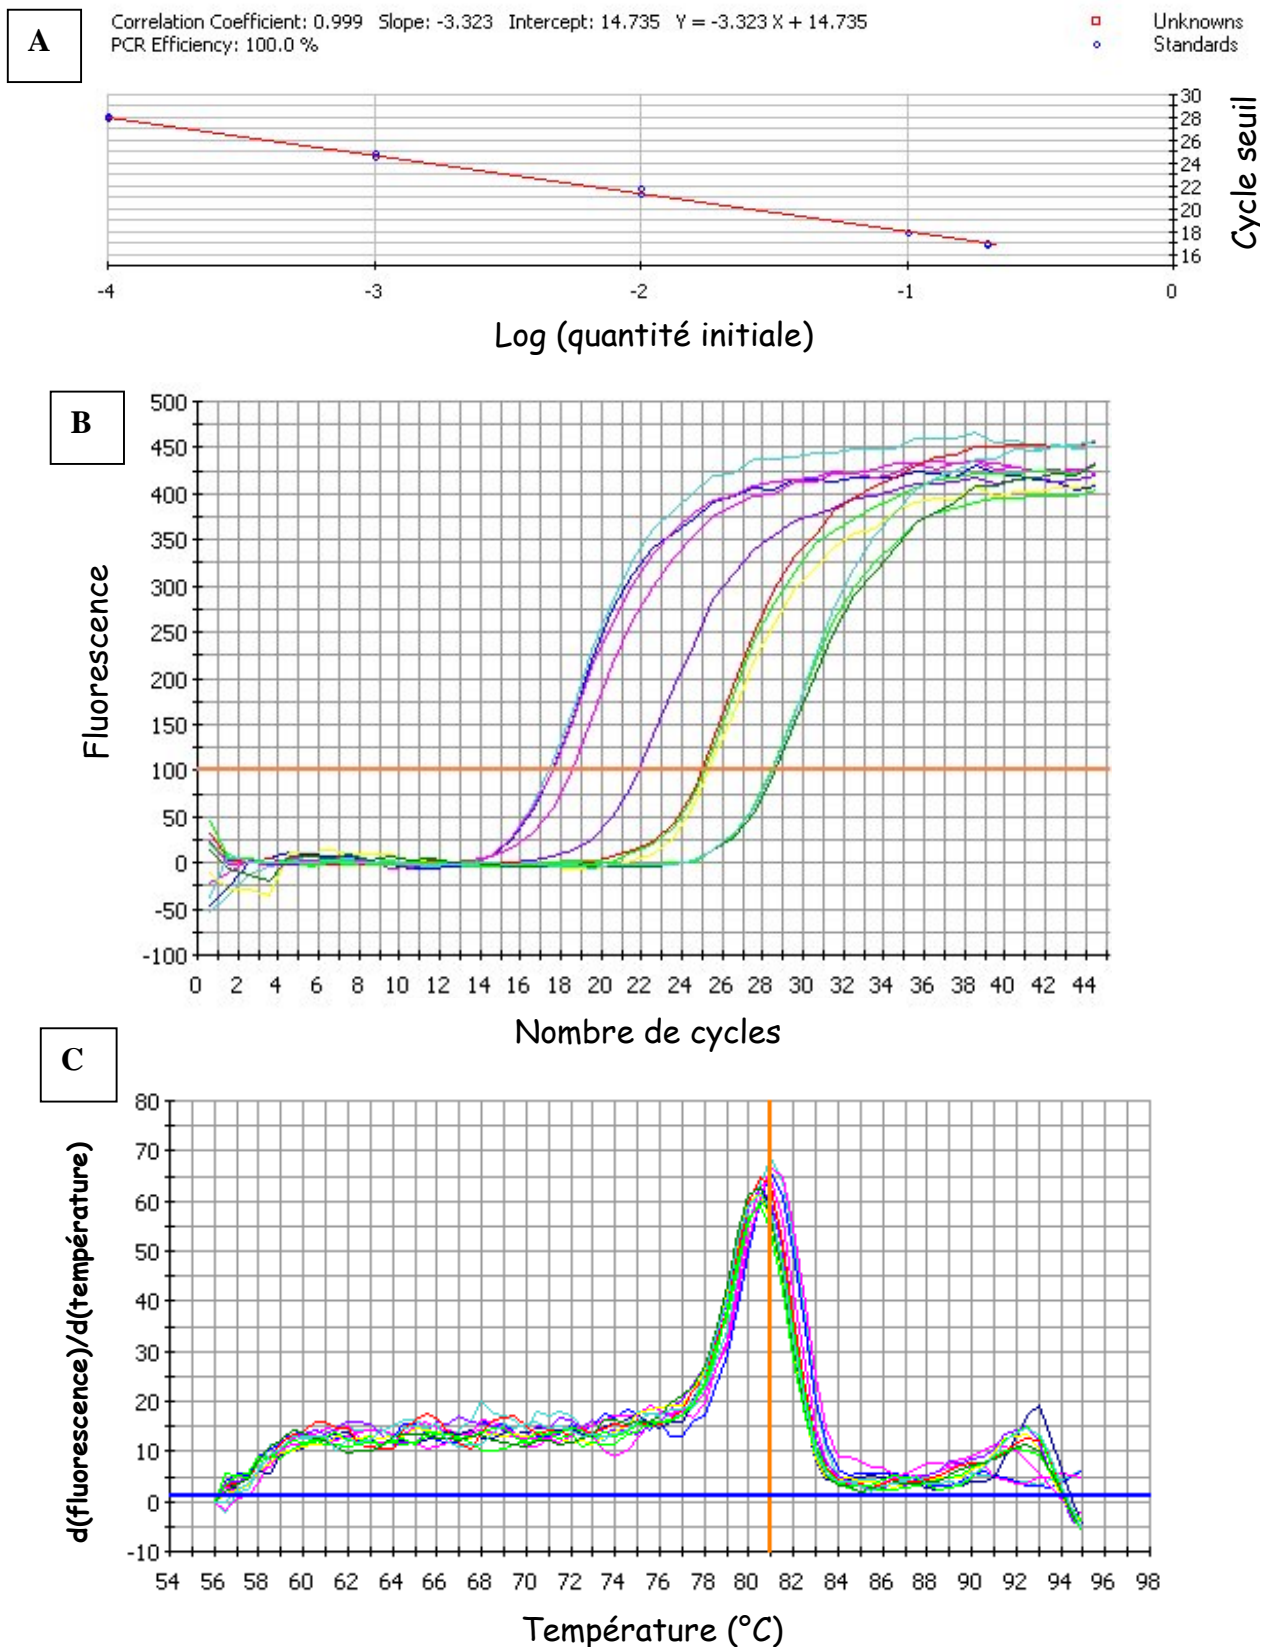 A
Correlation Coefficient: 0.999 Slope: -3.323 Intercept: 14.735 Y = -3.323 X + 14.735
PCR Efficiency: 100.0 %
Unknowns
Standards
30
28
26
24
22
20
18
16
Cycle seuil
-4 -3 -2 -1 0
Log (quantité initiale)
B
500
450
400
350
300
250
200
150
100
50
0
-50
-100
Fluorescence
0 2 4 6 8 10 12 14 16 18 20 22 24 26 28 30 32 34 36 38 40 42 44
Nombre de cycles
C
80
70
60
50
40
30
20
10
0
-10
d(fluorescence)/d(température)
54 56 58 60 62 64 66 68 70 72 74 76 78 80 82 84 86 88 90 92 94 96 98
Température (°C)